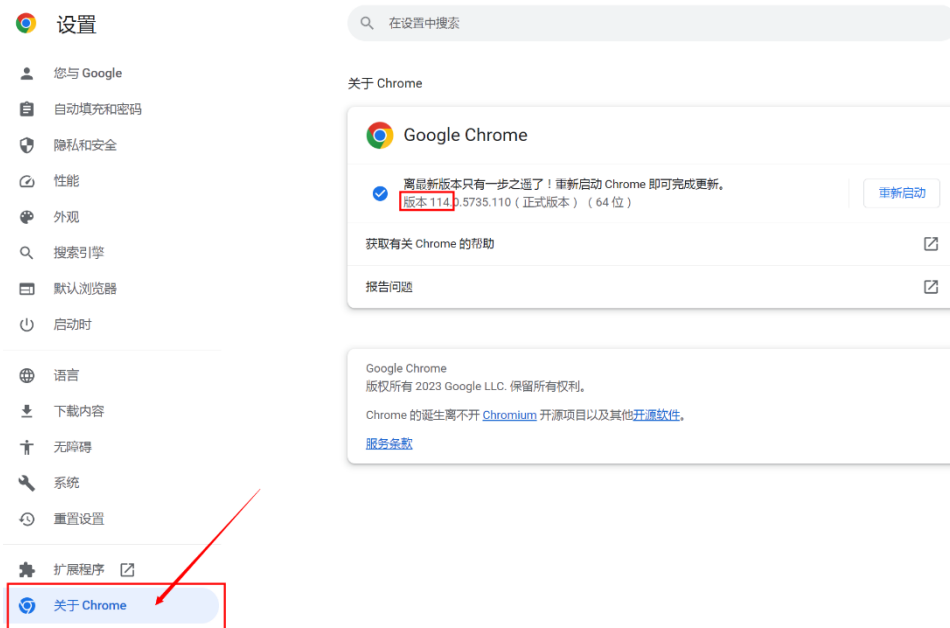 设置
在设置中搜索
您与 Google
自动填充和密码
隐私和安全
性能
外观
搜索引擎
默认浏览器
启动时
语言
下载内容
无障碍
系统
重置设置
扩展程序
关于 Chrome
关于 Chrome
Google Chrome
离最新版本只有一步之遥了！重新启动 Chrome 即可完成更新。
版本 114.0.5735.110（正式版本）（64 位）
重新启动
获取有关 Chrome 的帮助
报告问题
Google Chrome
版权所有 2023 Google LLC. 保留所有权利。
Chrome 的诞生离不开 Chromium 开源项目以及其他开源软件。
服务条款